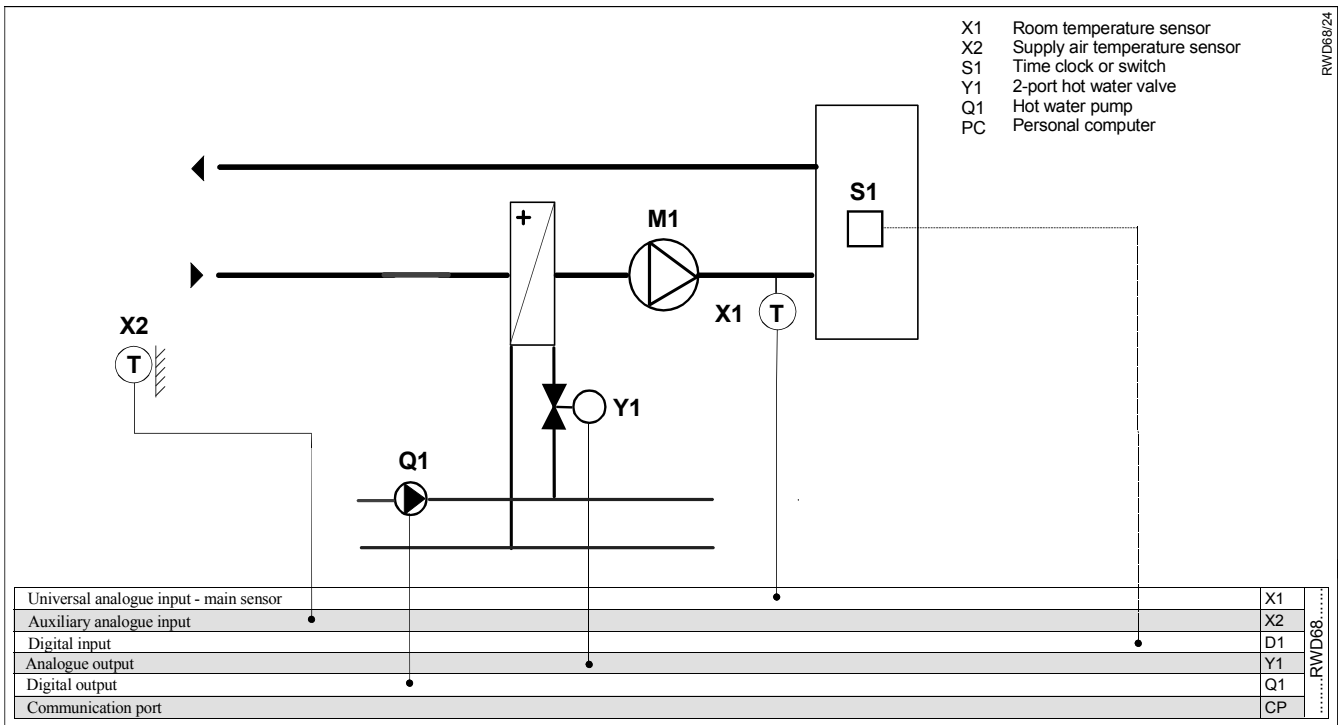 X1 Room temperature sensor
X2 Supply air temperature sensor
S1 Time clock or switch
Y1 2-port hot water valve
Q1 Hot water pump
PC Personal computer
RWD68/24
S1
+
M1
X1
T
X2
T
Y1
Q1
Universal analogue input - main sensor X1
Auxiliary analogue input X2
Digital input D1
Analogue output Y1
Digital output Q1
Communication port CP
.......RWD68......